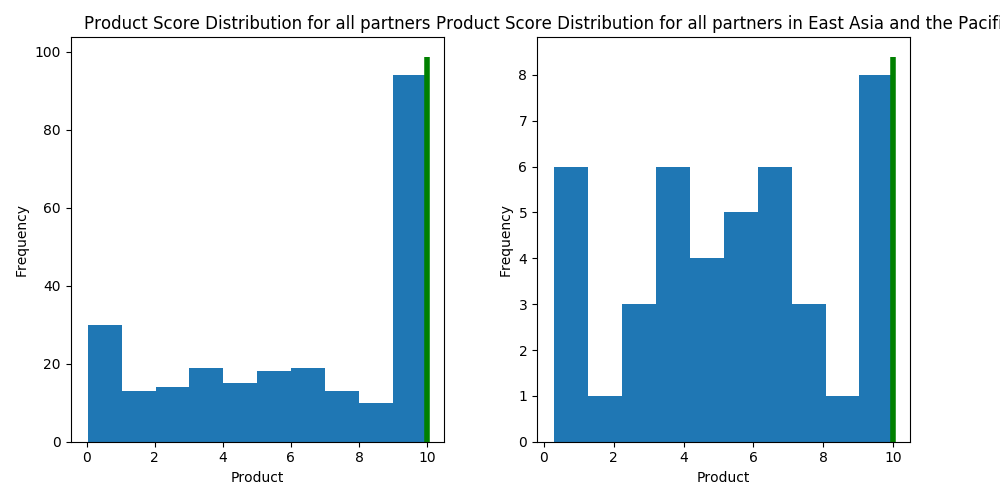 Product Score Distribution for all partners Product Score Distribution for all partners in East Asia and the Pacifi
100
80
60
40
20
0
Frequency
0 2 4 6 8 10
Product
8
7
6
5
4
3
2
1
0
Frequency
0 2 4 6 8 10
Product